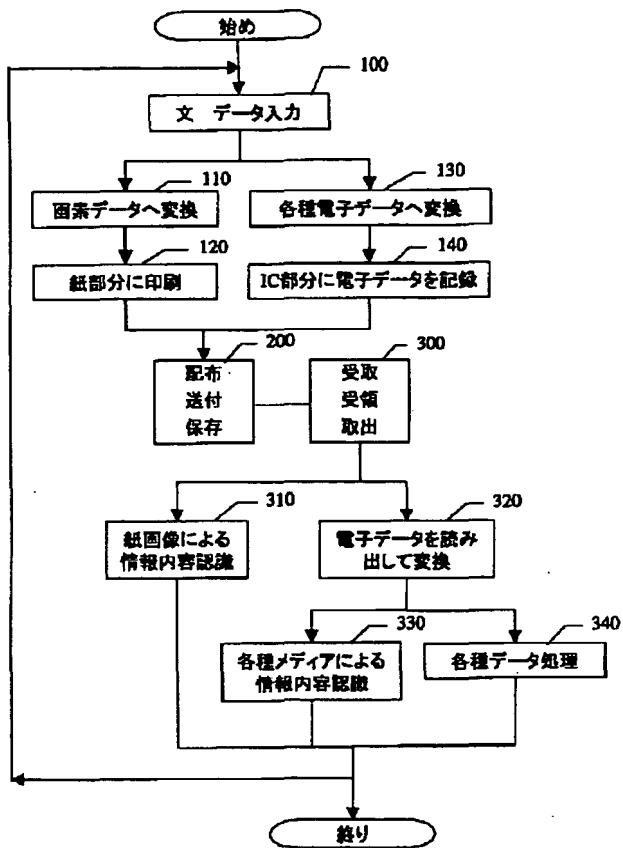 始め
100
文 データ入力
110
130
画素データへ変換
各種電子データへ変換
120
140
紙部分に印刷
IC部分に電子データを記録
200
300
配布
送付
保存
受取
受領
取出
310
320
紙画像による
情報内容認識
電子データを読み
出して変換
330
340
各種メディアによる
情報内容認識
各種データ処理
終り